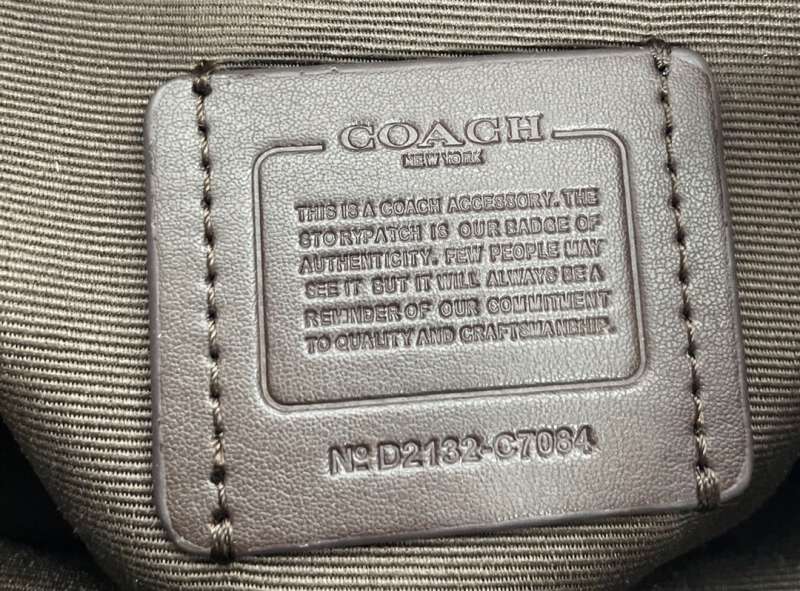 COACH
NEW YORK
THIS IS A COACH ACCESSORY. THE
STORYPATCH IS OUR BADGE OF
AUTHENTICITY. FEW PEOPLE MAY
SEE IT BUT IT WILL ALWAYS BE A
REMINDER OF OUR COMMITMENT
TO QUALITY AND CRAFTSMANSHIP.
Nº D2132-C7084